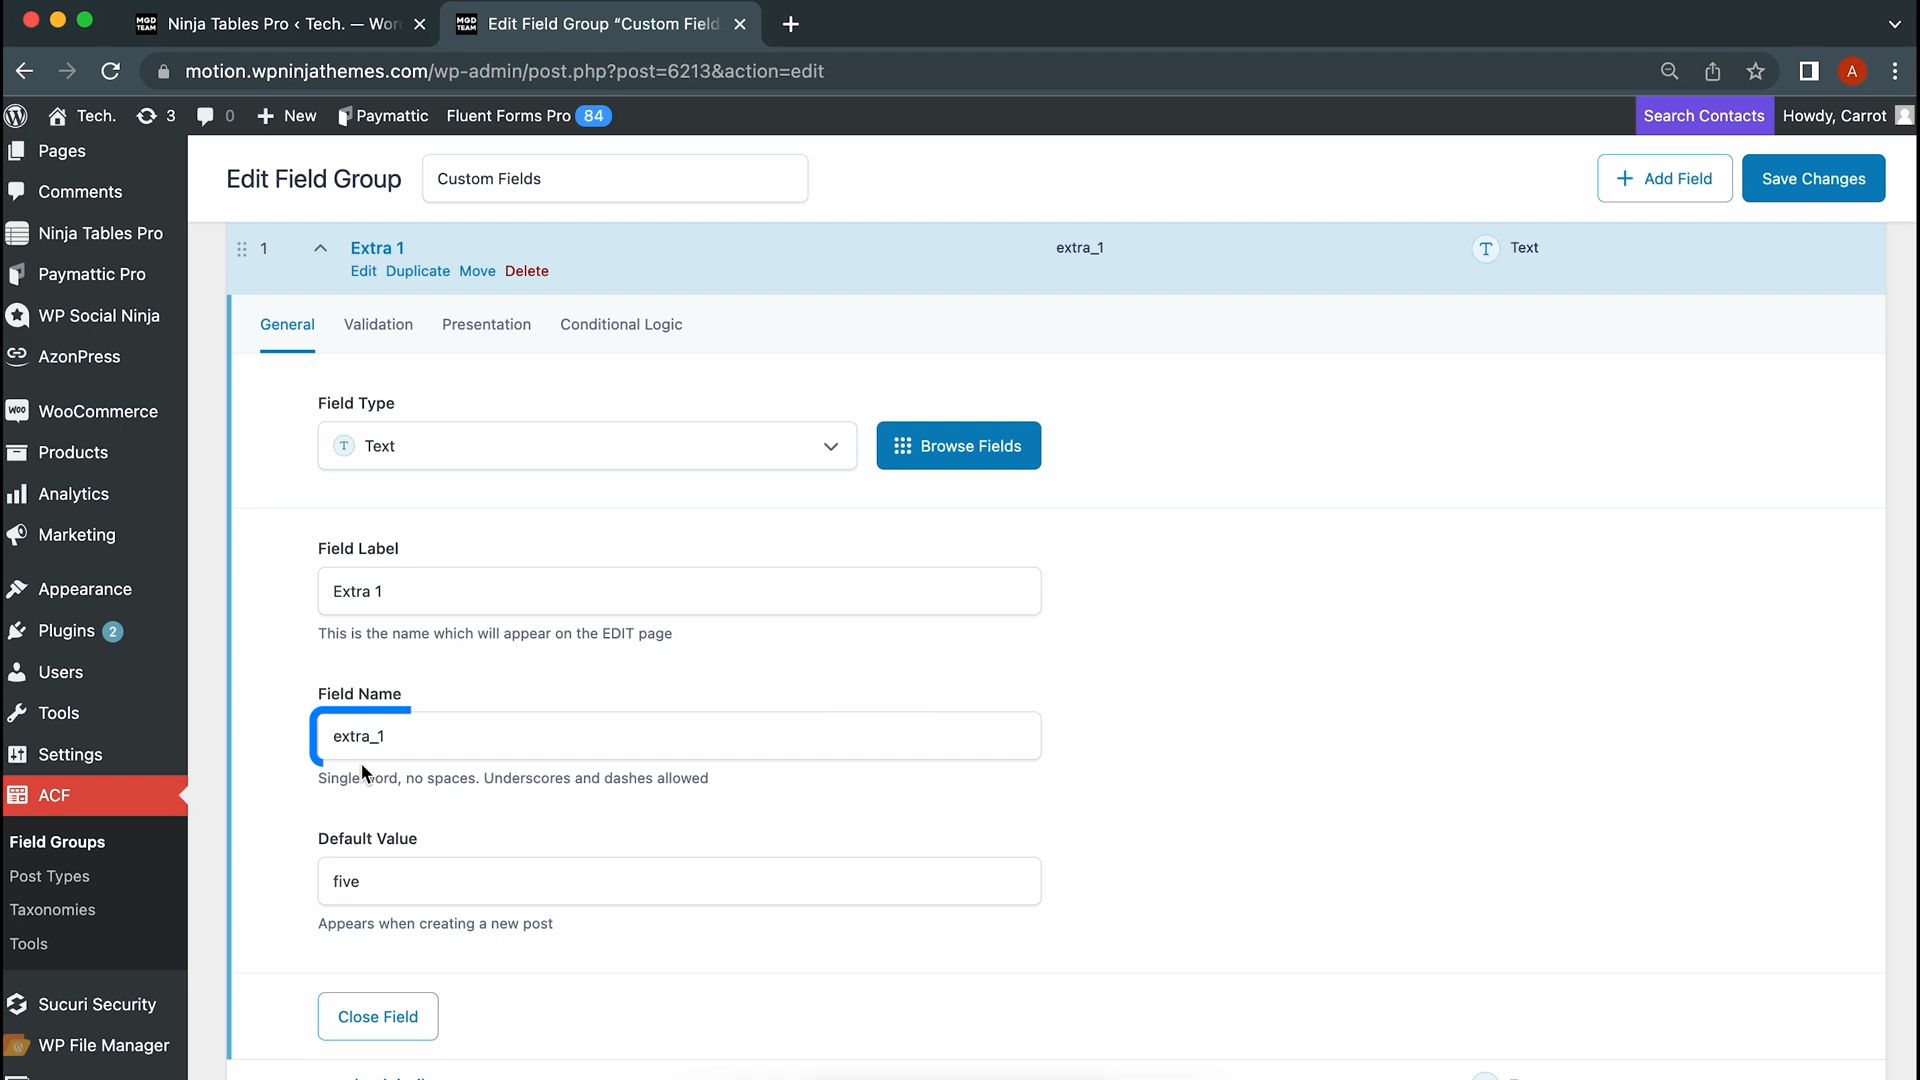 MGD TEAM Ninja Tables Pro ‹ Tech. — Wor
MGD TEAM Edit Field Group “Custom Field
motion.wpninjathemes.com/wp-admin/post.php?post=6213&action=edit
A
Tech. 3 0 New Paymattic Fluent Forms Pro 84
Search Contacts Howdy, Carrot
Pages
Comments
Ninja Tables Pro
Paymattic Pro
WP Social Ninja
AzonPress
WooCommerce
Products
Analytics
Marketing
Appearance
Plugins 2
Users
Tools
Settings
ACF
Field Groups
Post Types
Taxonomies
Tools
Sucuri Security
WP File Manager
Edit Field Group
Custom Fields
Add Field
Save Changes
1 Extra 1 extra_1 T Text
Edit Duplicate Move Delete
General Validation Presentation Conditional Logic
Field Type
T Text
Browse Fields
Field Label
Extra 1
This is the name which will appear on the EDIT page
Field Name
extra_1
Single word, no spaces. Underscores and dashes allowed
Default Value
five
Appears when creating a new post
Close Field